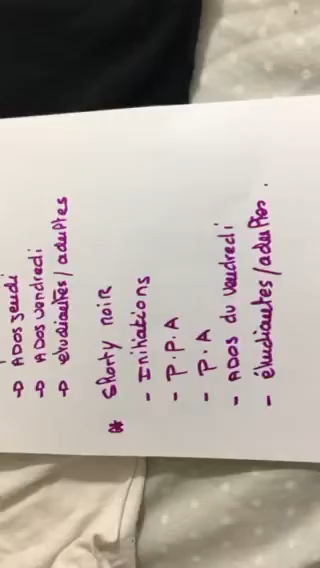 → ADOS jeudi
→ ADOS vendredi
→ étudiantes / adultes
* Shorty noir
- Initiations
- P.P.A
- P.A
- ADOS du vendredi
- étudiantes/adultes.